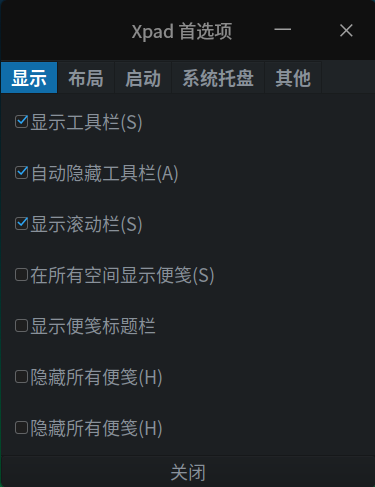 Xpad 首选项
显示 布局 启动 系统托盘 其他
显示工具栏(S)
自动隐藏工具栏(A)
显示滚动栏(S)
在所有空间显示便笺(S)
显示便笺标题栏
隐藏所有便笺(H)
隐藏所有便笺(H)
关闭